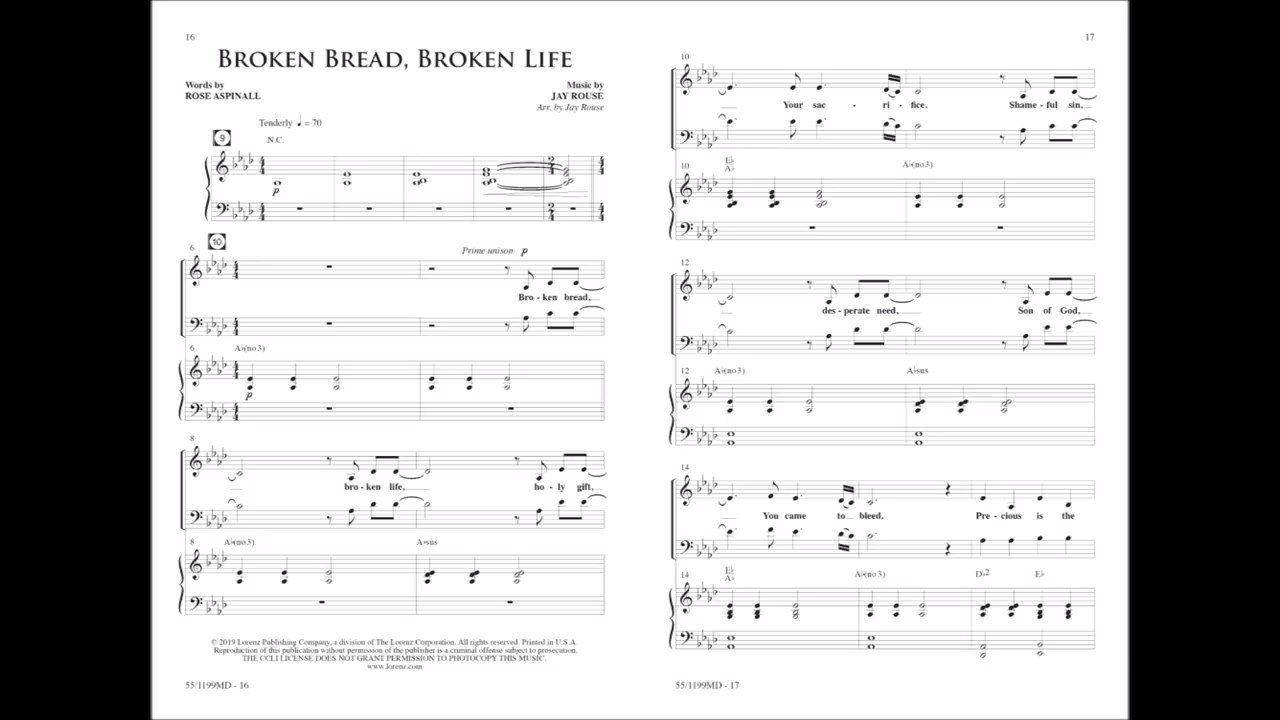 16
BROKEN BREAD, BROKEN LIFE
Words by
ROSE ASPINALL
Music by
JAY ROUSE
Arr. by Jay Rouse
Tenderly ♩ = 70
9
N.C.
p
6
10
Prime unison p
Bro - ken bread,
6
A♭(no3)
p
8
bro - ken life, ho - ly gift,
8
A♭(no3) A♭sus
© 2019 Lorenz Publishing Company, a division of The Lorenz Corporation. All rights reserved. Printed in U.S.A.
Reproduction of this publication without permission of the publisher is a criminal offense subject to prosecution.
THE CCLI LICENSE DOES NOT GRANT PERMISSION TO PHOTOCOPY THIS MUSIC.
www.lorenz.com
55/1199MD - 16
17
10
Your sac - ri - fice. Shame - ful sin,
10
E♭
A♭
A♭(no3)
12
des - perate need, Son of God,
12
A♭(no3) A♭sus
14
You came to bleed. Pre - cious is the
14
E♭
A♭
A♭(no3) D♭2 E♭
55/1199MD - 17